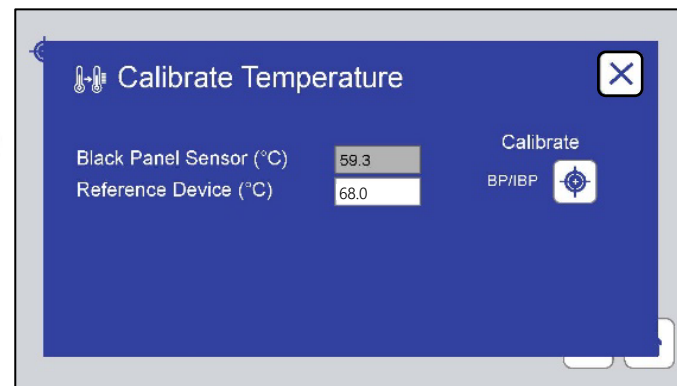 Calibrate Temperature
Black Panel Sensor (°C) 59.3
Reference Device (°C) 68.0
Calibrate
BP/IBP